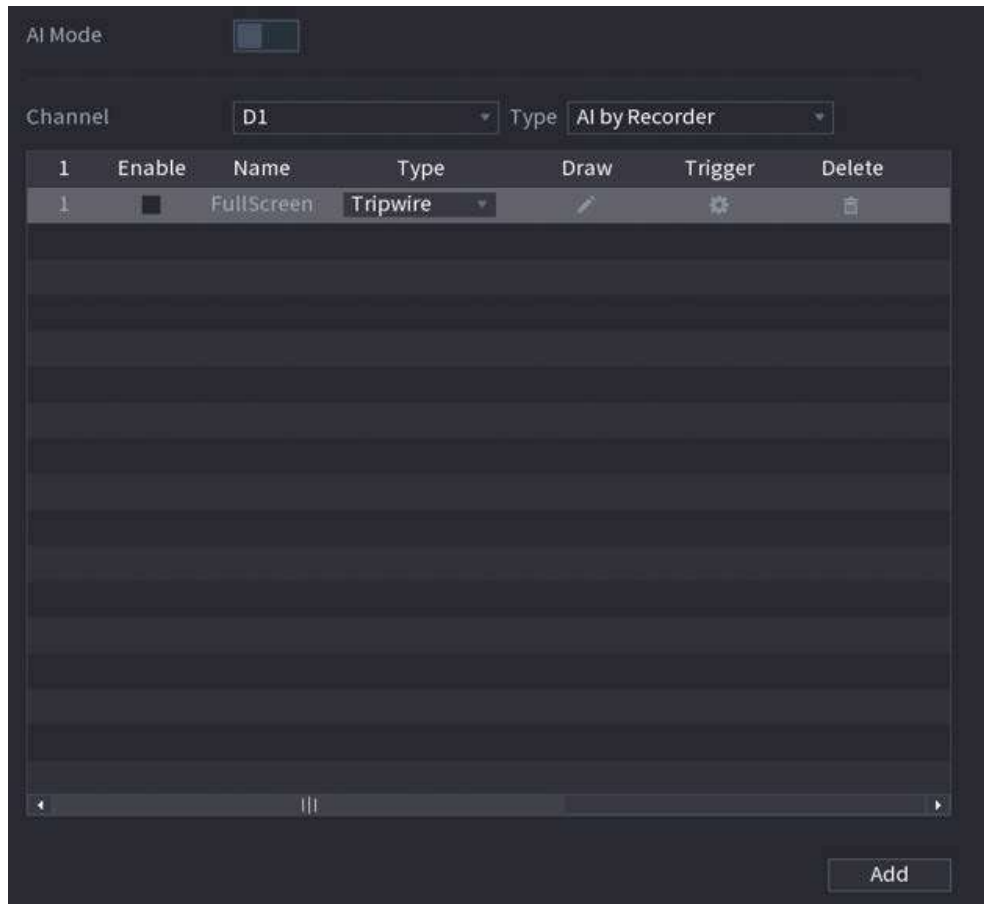 AI Mode
Channel D1 Type AI by Recorder
1 Enable Name Type Draw Trigger Delete
1 FullScreen Tripwire
Add